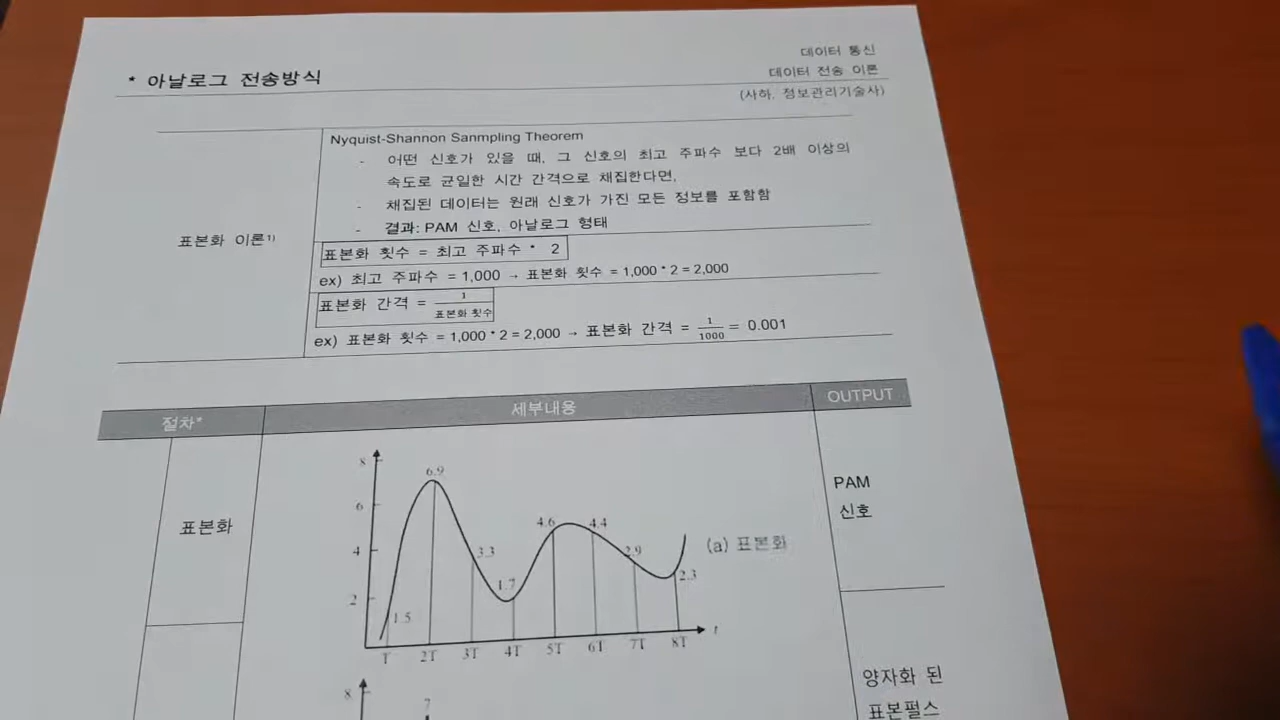 데이터 통신
* 아날로그 전송방식
데이터 전송 이론
(사하, 정보관리기술사)
표본화 이론1)
Nyquist-Shannon Sanmpling Theorem
- 어떤 신호가 있을 때, 그 신호의 최고 주파수 보다 2배 이상의
속도로 균일한 시간 간격으로 채집한다면,
- 채집된 데이터는 원래 신호가 가진 모든 정보를 포함함
- 결과: PAM 신호, 아날로그 형태
표본화 횟수 = 최고 주파수 * 2
ex) 최고 주파수 = 1,000 → 표본화 횟수 = 1,000 * 2 = 2,000
표본화 간격 = 1/표본화 횟수
ex) 표본화 횟수 = 1,000 * 2 = 2,000 → 표본화 간격 = 1/1000 = 0.001
절차* 세부내용 OUTPUT
표본화
8
6
4
2
1.5 6.9 3.3 1.7 4.6 4.4 2.9 2.3
T 2T 3T 4T 5T 6T 7T 8T t
(a) 표본화
PAM
신호
8
7
양자화 된
표본펄스